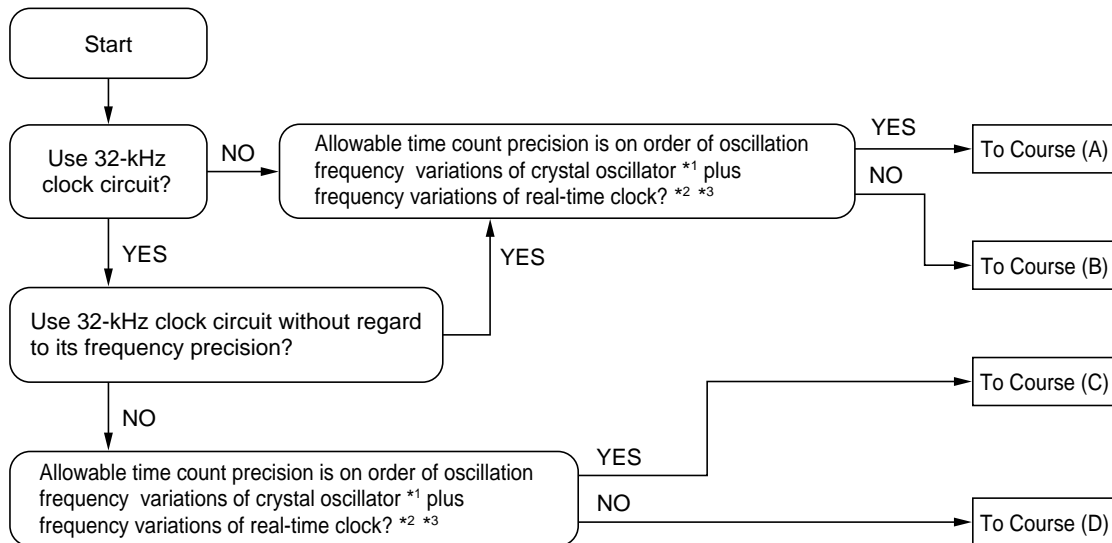 Start
Use 32-kHz
clock circuit?
NO
Allowable time count precision is on order of oscillation
frequency variations of crystal oscillator *1 plus
frequency variations of real-time clock? *2 *3
YES
To Course (A)
NO
To Course (B)
YES
YES
Use 32-kHz clock circuit without regard
to its frequency precision?
NO
Allowable time count precision is on order of oscillation
frequency variations of crystal oscillator *1 plus
frequency variations of real-time clock? *2 *3
YES
To Course (C)
NO
To Course (D)